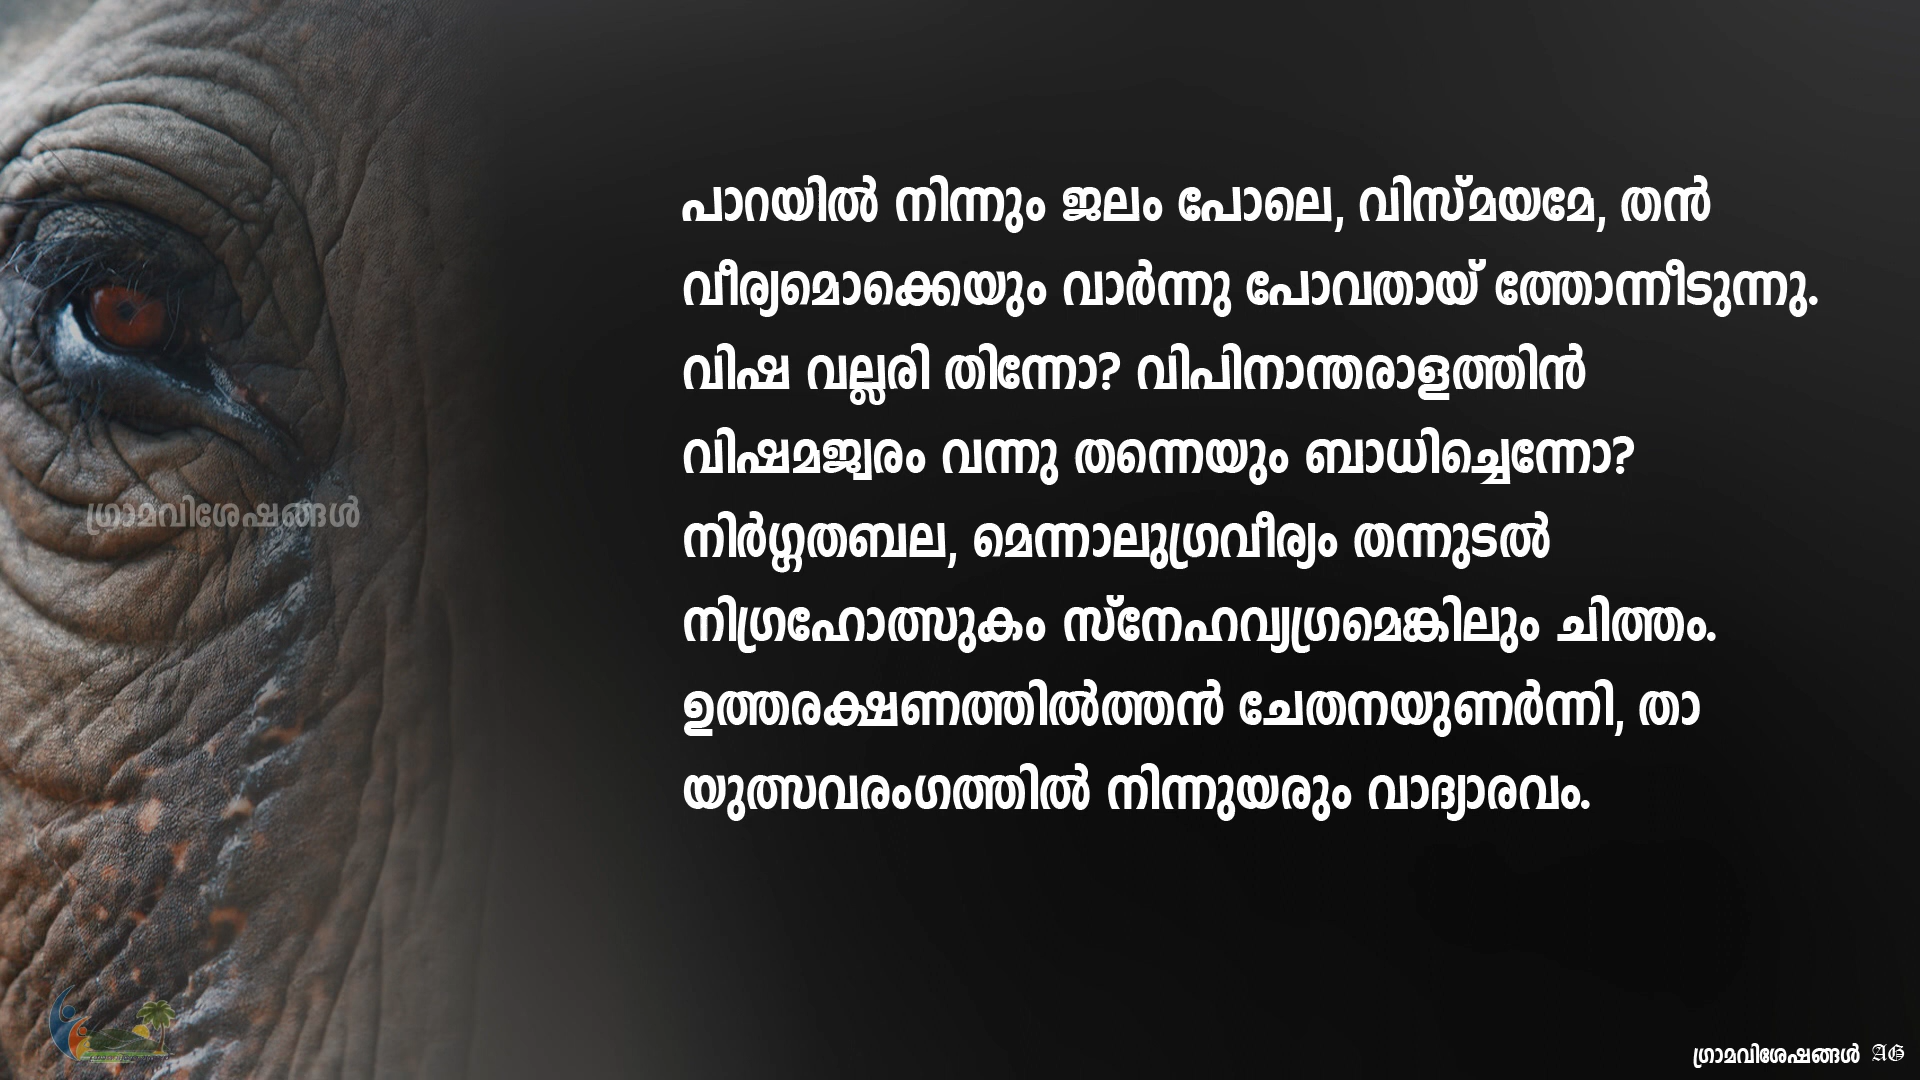 പാറയിൽ നിന്നും ജലം പോലെ, വിസ്മയമേ, തൻ
വീര്യമൊക്കെയും വാർന്നു പോവതായ് ത്തോന്നീടുന്നു.
വിഷ വല്ലരി തിന്നോ? വിപിനാന്തരാളത്തിൻ
വിഷമജ്വരം വന്നു തന്നെയും ബാധിച്ചെന്നോ?
നിർഗ്ഗതബല, മെന്നാലുഗ്രവീര്യം തന്നുടൽ
നിഗ്രഹോത്സുകം സ്നേഹവ്യഗ്രമെങ്കിലും ചിത്തം.
ഉത്തരക്ഷണത്തിൽത്തൻ ചേതനയുണർന്നി, താ
യുത്സവരംഗത്തിൽ നിന്നുയരും വാദ്യാരവം.
ഗ്രാമവിശേഷങ്ങൾ
ഗ്രാമവിശേഷങ്ങൾ AG